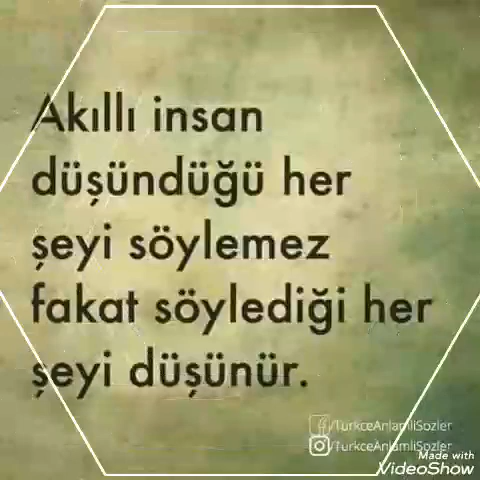 Akıllı insan
düşündüğü her
şeyi söylemez
fakat söylediği her
şeyi düşünür.
/TurkceAnlamliSozler
/TurkceAnlamliSozler
Made with
VideoShow